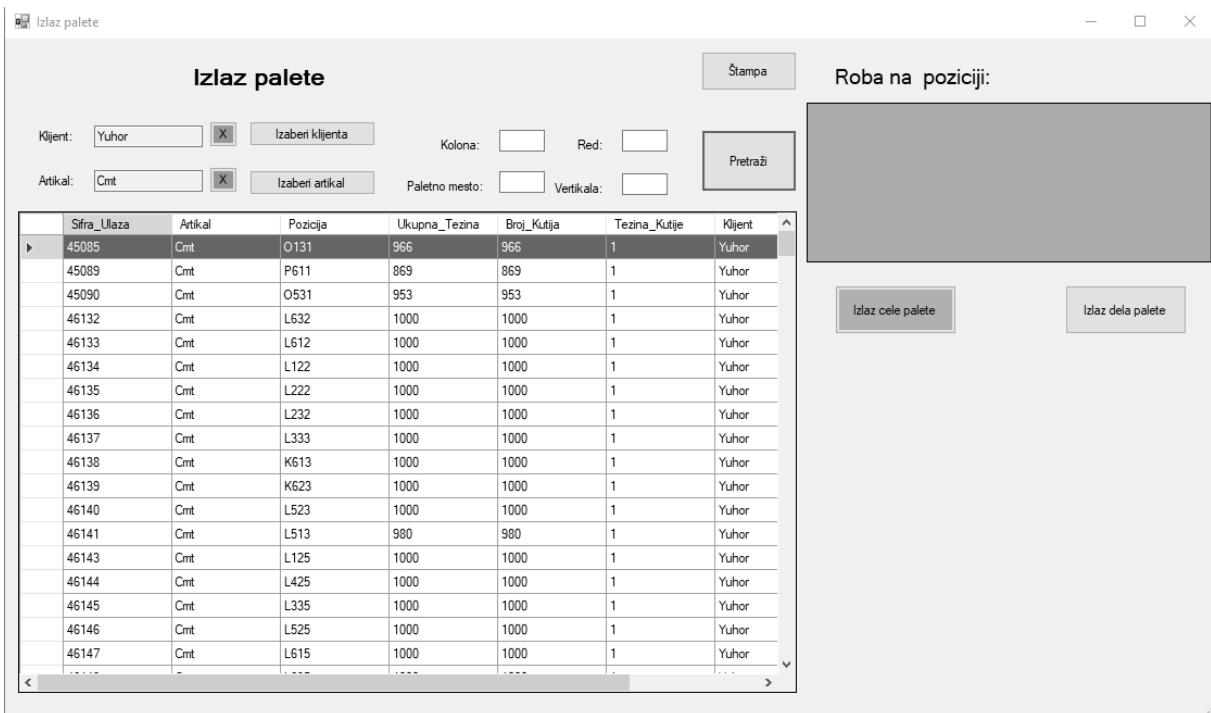 Izlaz palete
Izlaz palete
Štampa
Roba na poziciji:
Klijent: Yuhor X Izaberi klijenta
Kolona: Red:
Pretraži
Artikal: Cmt X Izaberi artikal
Paletno mesto: Vertikala:
Sifra_Ulaza Artikal Pozicija Ukupna_Tezina Broj_Kutija Tezina_Kutije Klijent
45085 Cmt O131 966 966 1 Yuhor
45089 Cmt P611 869 869 1 Yuhor
45090 Cmt O531 953 953 1 Yuhor
46132 Cmt L632 1000 1000 1 Yuhor
46133 Cmt L612 1000 1000 1 Yuhor
46134 Cmt L122 1000 1000 1 Yuhor
46135 Cmt L222 1000 1000 1 Yuhor
46136 Cmt L232 1000 1000 1 Yuhor
46137 Cmt L333 1000 1000 1 Yuhor
46138 Cmt K613 1000 1000 1 Yuhor
46139 Cmt K623 1000 1000 1 Yuhor
46140 Cmt L523 1000 1000 1 Yuhor
46141 Cmt L513 980 980 1 Yuhor
46143 Cmt L125 1000 1000 1 Yuhor
46144 Cmt L425 1000 1000 1 Yuhor
46145 Cmt L335 1000 1000 1 Yuhor
46146 Cmt L525 1000 1000 1 Yuhor
46147 Cmt L615 1000 1000 1 Yuhor
Izlaz cele palete
Izlaz dela palete